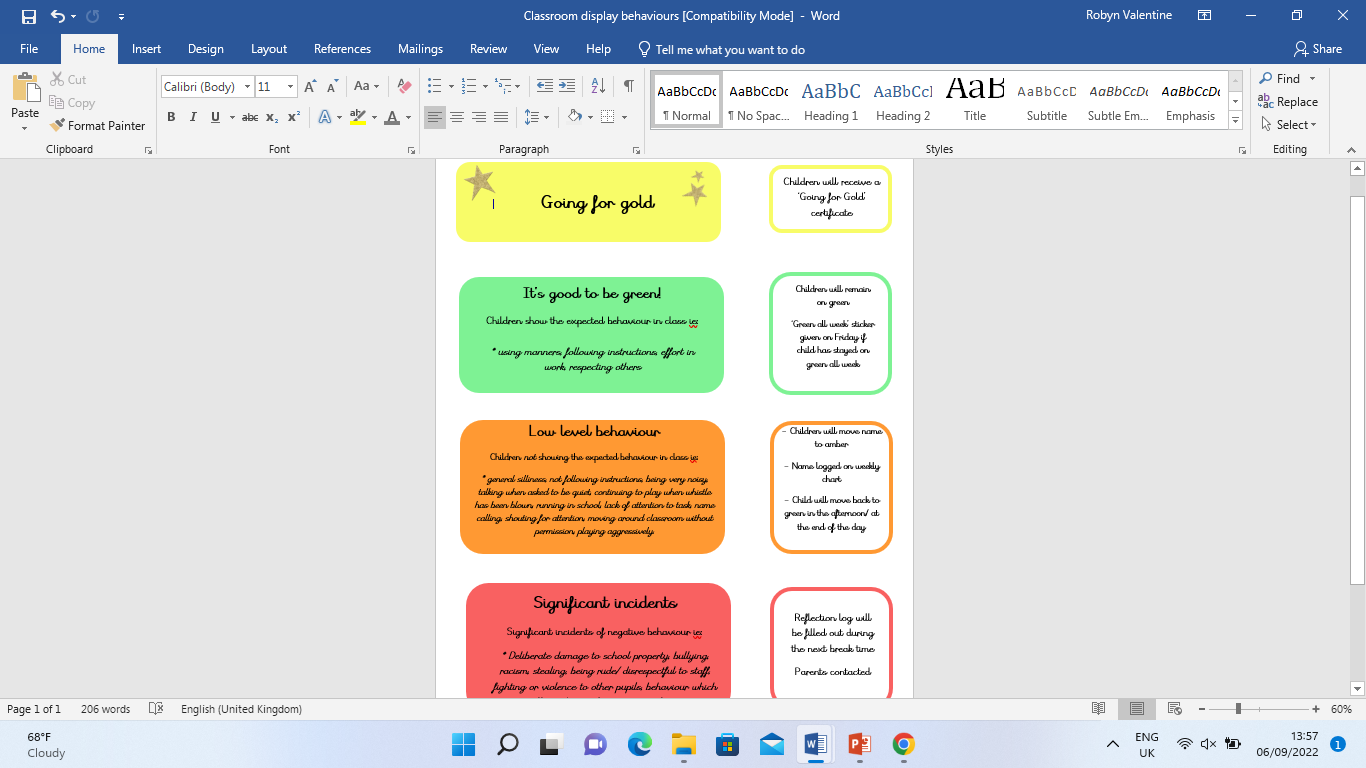 Classroom display behaviours [Compatibility Mode] - Word
Robyn Valentine
File Home Insert Design Layout References Mailings Review View Help Tell me what you want to do Share
Paste
Cut
Copy
Format Painter
Clipboard
Calibri (Body) 11
B I U abc x₂ x² A ab A
Font
Paragraph
AaBbCcDc AaBbCcDc AaBbC AaBbCcI AaB AaBbCcD AaBbCcDc AaBbCcDc
¶ Normal ¶ No Spac... Heading 1 Heading 2 Title Subtitle Subtle Em... Emphasis
Styles
Find
Replace
Select
Editing
Going for gold
Children will receive a
'Going for Gold'
certificate
It's good to be green!
Children show the expected behaviour in class ie:
* using manners, following instructions, effort in
work, respecting others
Children will remain
on green
'Green all week' sticker
given on Friday if
child has stayed on
green all week
Low level behaviour
Children not showing the expected behaviour in class ie:
* general silliness, not following instructions, being very noisy,
talking when asked to be quiet, continuing to play when whistle
has been blown, running in school, lack of attention to task, name
calling, shouting for attention, moving around classroom without
permission, playing aggressively.
- Children will move name
to amber
- Name logged on weekly
chart
- Child will move back to
green in the afternoon/ at
the end of the day
Significant incidents
Significant incidents of negative behaviour ie:
* Deliberate damage to school property, bullying,
racism, stealing, being rude/ disrespectful to staff,
fighting or violence to other pupils, behaviour which
Reflection log will
be filled out during
the next break time
Parents contacted
Page 1 of 1 206 words English (United Kingdom) 60%
68°F
Cloudy
ENG
UK
13:57
06/09/2022
1